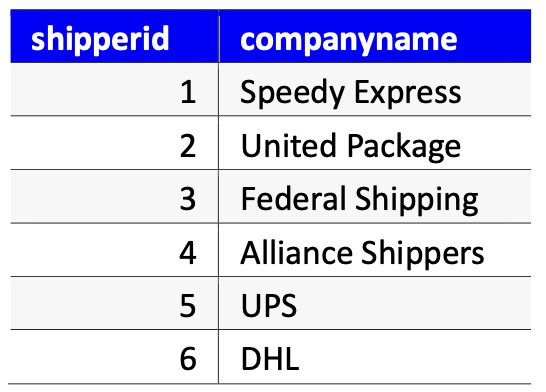 shipperid companyname
1 Speedy Express
2 United Package
3 Federal Shipping
4 Alliance Shippers
5 UPS
6 DHL